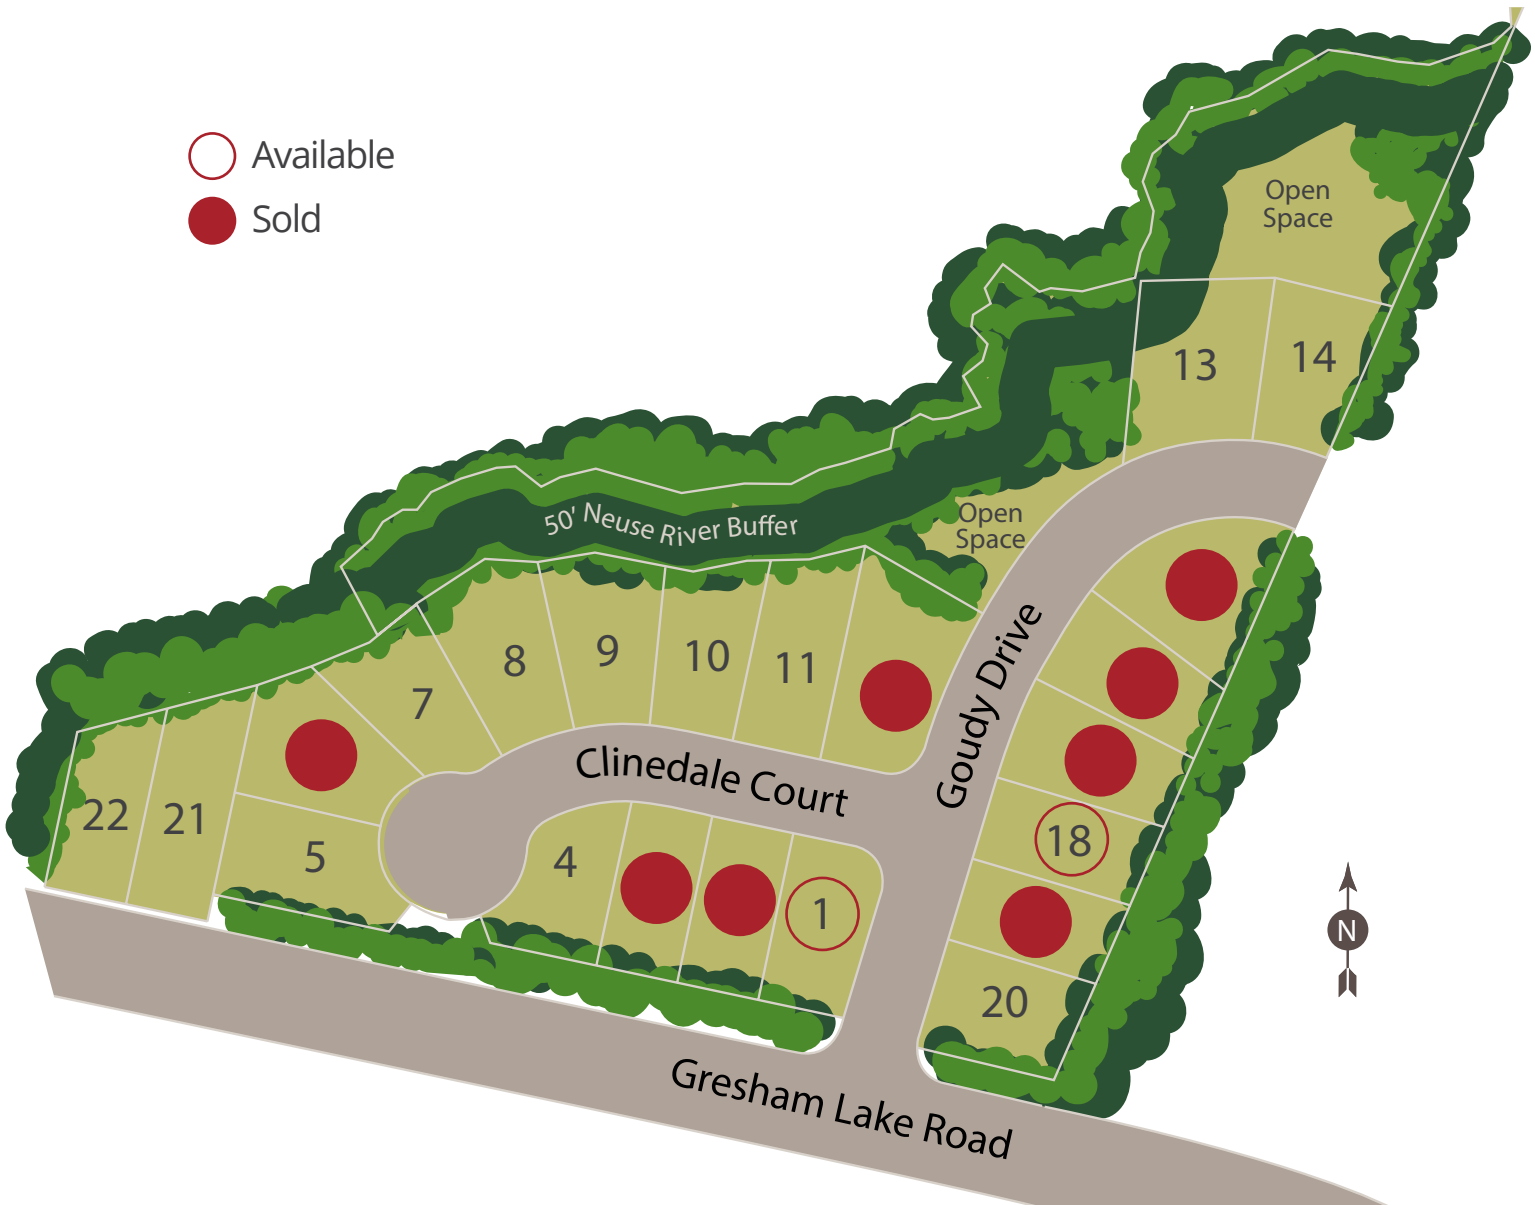 Available
Sold
Open
Space
13
14
50' Neuse River Buffer
Open
Space
8
9
10
11
7
Goudy Drive
Clinedale Court
22
21
5
4
18
1
N
20
Gresham Lake Road